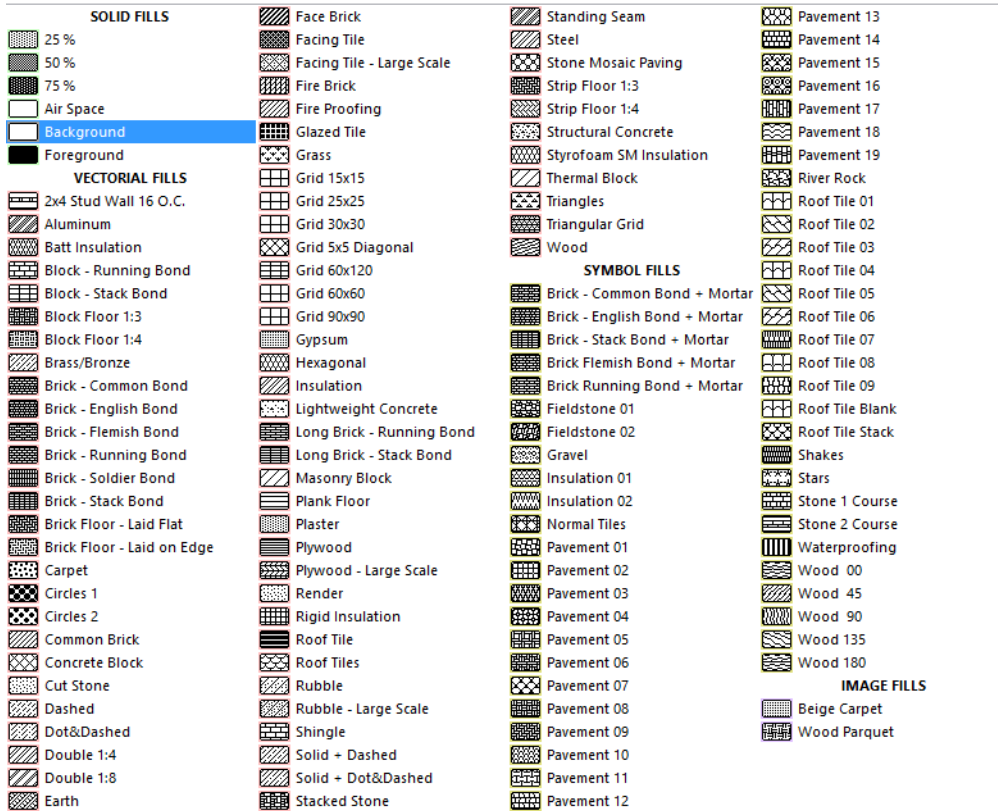 SOLID FILLS
25 %
50 %
75 %
Air Space
Background
Foreground
VECTORIAL FILLS
2x4 Stud Wall 16 O.C.
Aluminum
Batt Insulation
Block - Running Bond
Block - Stack Bond
Block Floor 1:3
Block Floor 1:4
Brass/Bronze
Brick - Common Bond
Brick - English Bond
Brick - Flemish Bond
Brick - Running Bond
Brick - Soldier Bond
Brick - Stack Bond
Brick Floor - Laid Flat
Brick Floor - Laid on Edge
Carpet
Circles 1
Circles 2
Common Brick
Concrete Block
Cut Stone
Dashed
Dot&Dashed
Double 1:4
Double 1:8
Earth
Face Brick
Facing Tile
Facing Tile - Large Scale
Fire Brick
Fire Proofing
Glazed Tile
Grass
Grid 15x15
Grid 25x25
Grid 30x30
Grid 5x5 Diagonal
Grid 60x120
Grid 60x60
Grid 90x90
Gypsum
Hexagonal
Insulation
Lightweight Concrete
Long Brick - Running Bond
Long Brick - Stack Bond
Masonry Block
Plank Floor
Plaster
Plywood
Plywood - Large Scale
Render
Rigid Insulation
Roof Tile
Roof Tiles
Rubble
Rubble - Large Scale
Shingle
Solid + Dashed
Solid + Dot&Dashed
Stacked Stone
Standing Seam
Steel
Stone Mosaic Paving
Strip Floor 1:3
Strip Floor 1:4
Structural Concrete
Styrofoam SM Insulation
Thermal Block
Triangles
Triangular Grid
Wood
SYMBOL FILLS
Brick - Common Bond + Mortar
Brick - English Bond + Mortar
Brick - Stack Bond + Mortar
Brick Flemish Bond + Mortar
Brick Running Bond + Mortar
Fieldstone 01
Fieldstone 02
Gravel
Insulation 01
Insulation 02
Normal Tiles
Pavement 01
Pavement 02
Pavement 03
Pavement 04
Pavement 05
Pavement 06
Pavement 07
Pavement 08
Pavement 09
Pavement 10
Pavement 11
Pavement 12
Pavement 13
Pavement 14
Pavement 15
Pavement 16
Pavement 17
Pavement 18
Pavement 19
River Rock
Roof Tile 01
Roof Tile 02
Roof Tile 03
Roof Tile 04
Roof Tile 05
Roof Tile 06
Roof Tile 07
Roof Tile 08
Roof Tile 09
Roof Tile Blank
Roof Tile Stack
Shakes
Stars
Stone 1 Course
Stone 2 Course
Waterproofing
Wood 00
Wood 45
Wood 90
Wood 135
Wood 180
IMAGE FILLS
Beige Carpet
Wood Parquet